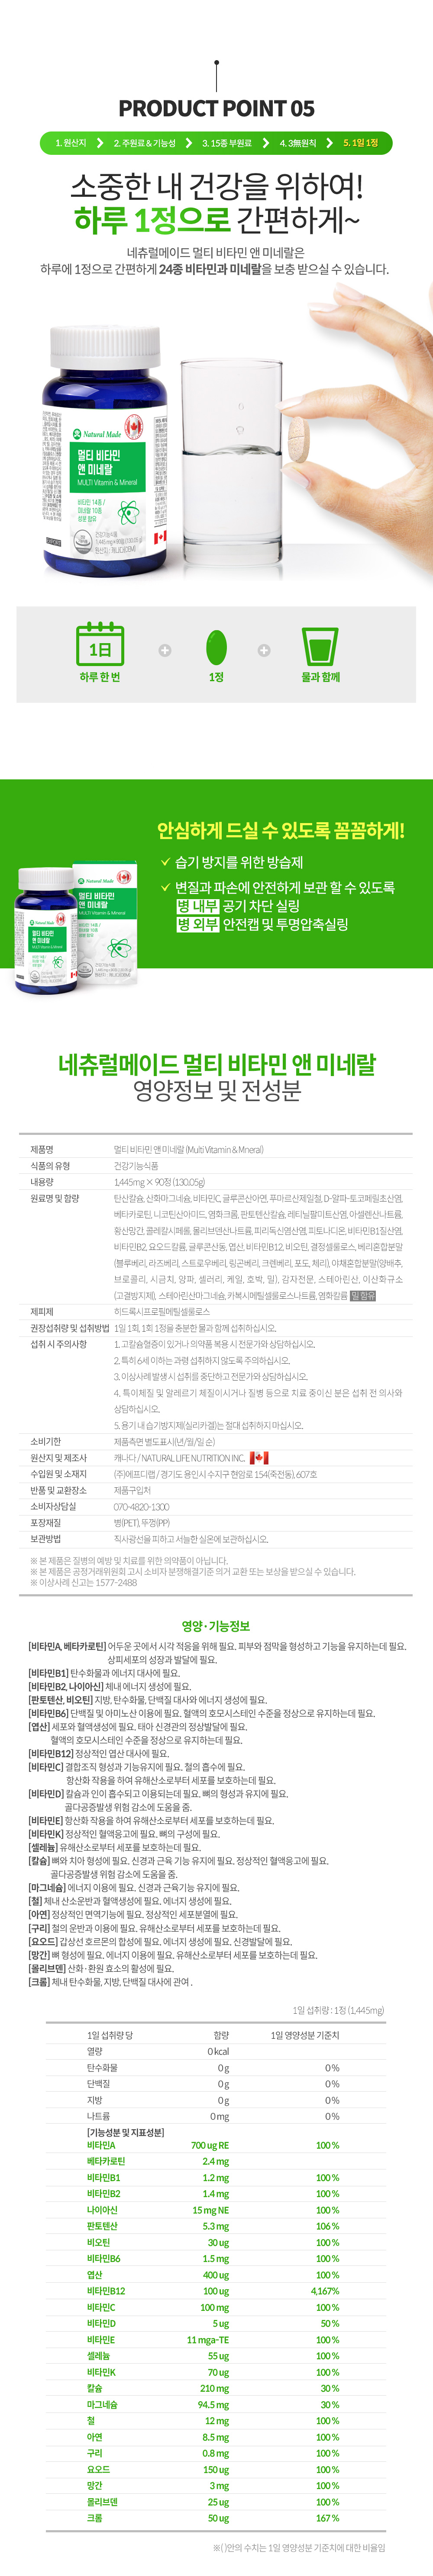 PRODUCT POINT 05
1. 원산지 2. 주원료 & 기능성 3. 15종 부원료 4. 3無원칙 5. 1일 1정
소중한 내 건강을 위하여!
하루 1정으로 간편하게~
네츄럴메이드 멀티 비타민 앤 미네랄은
하루에 1정으로 간편하게 24종 비타민과 미네랄을 보충 받으실 수 있습니다.
Natural Made
멀티 비타민
앤 미네랄
MULTI Vitamin & Mineral
비타민 14종 /
미네랄 10종
성분 함유
건강기능식품
1,445mg x 90정 (130.05g)
원산지 : 캐나다
1日
하루 한 번
1정
물과 함께
안심하게 드실 수 있도록 꼼꼼하게!
습기 방지를 위한 방습제
변질과 파손에 안전하게 보관 할 수 있도록
병 내부 공기 차단 실링
병 외부 안전캡 및 투명압축실링
Natural Made
멀티 비타민
앤 미네랄
MULTI Vitamin & Mineral
Natural Made
멀티 비타민
앤 미네랄
MULTI Vitamin & Mineral
네츄럴메이드 멀티 비타민 앤 미네랄
영양정보 및 전성분
제품명 멀티 비타민 앤 미네랄 (Multi Vitamin & Mneral)
식품의 유형 건강기능식품
내용량 1,445mg × 90정 (130.05g)
원료명 및 함량 탄산칼슘, 산화마그네슘, 비타민C, 글루콘산아연, 푸마르산제일철, D-알파-토코페릴초산염,
베타카로틴, 니코틴산아미드, 염화크롬, 판토텐산칼슘, 레티닐팔미트산염, 아셀렌산나트륨,
황산망간, 콜레칼시페롤, 몰리브덴산나트륨, 피리독신염산염, 피토나디온, 비타민B1질산염,
비타민B2, 요오드칼륨, 글루콘산동, 엽산, 비타민B12, 비오틴, 결정셀룰로스, 베리혼합분말
(블루베리, 라즈베리, 스트로우베리, 링곤베리, 크렌베리, 포도, 체리), 야채혼합분말(양배추,
브로콜리, 시금치, 양파, 셀러리, 케일, 호박, 밀), 감자전분, 스테아린산, 이산화규소
(고결방지제), 스테아린산마그네슘, 카복시메틸셀룰로스나트륨, 염화칼륨 밀 함유
제피제 히드록시프로필메틸셀룰로스
권장섭취량 및 섭취방법 1일 1회, 1회 1정을 충분한 물과 함께 섭취하십시오.
섭취 시 주의사항 1. 고칼슘혈증이 있거나 의약품 복용 시 전문가와 상담하십시오.
2. 특히 6세 이하는 과량 섭취하지 않도록 주의하십시오.
3. 이상사례 발생 시 섭취를 중단하고 전문가와 상담하십시오.
4. 특이체질 및 알레르기 체질이시거나 질병 등으로 치료 중이신 분은 섭취 전 의사와
상담하십시오.
5. 용기 내 습기방지제(실리카겔)는 절대 섭취하지 마십시오.
소비기한 제품측면 별도표시(년/월/일 순)
원산지 및 제조사 캐나다 / NATURAL LIFE NUTRITION INC.
수입원 및 소재지 (주)에프디랩 / 경기도 용인시 수지구 현암로 154(죽전동), 607호
반품 및 교환장소 제품구입처
소비자상담실 070-4820-1300
포장재질 병(PET), 뚜껑(PP)
보관방법 직사광선을 피하고 서늘한 실온에 보관하십시오.
※ 본 제품은 질병의 예방 및 치료를 위한 의약품이 아닙니다.
※ 본 제품은 공정거래위원회 고시 소비자 분쟁해결기준 의거 교환 또는 보상을 받으실 수 있습니다.
※ 이상사례 신고는 1577-2488
영양·기능정보
[비타민A, 베타카로틴] 어두운 곳에서 시각 적응을 위해 필요. 피부와 점막을 형성하고 기능을 유지하는데 필요.
상피세포의 성장과 발달에 필요.
[비타민B1] 탄수화물과 에너지 대사에 필요.
[비타민B2, 나이아신] 체내 에너지 생성에 필요.
[판토텐산, 비오틴] 지방, 탄수화물, 단백질 대사와 에너지 생성에 필요.
[비타민B6] 단백질 및 아미노산 이용에 필요. 혈액의 호모시스테인 수준을 정상으로 유지하는데 필요.
[엽산] 세포와 혈액생성에 필요. 태아 신경관의 정상발달에 필요.
혈액의 호모시스테인 수준을 정상으로 유지하는데 필요.
[비타민B12] 정상적인 엽산 대사에 필요.
[비타민C] 결합조직 형성과 기능유지에 필요. 철의 흡수에 필요.
항산화 작용을 하여 유해산소로부터 세포를 보호하는데 필요.
[비타민D] 칼슘과 인이 흡수되고 이용되는데 필요. 뼈의 형성과 유지에 필요.
골다공증발생 위험 감소에 도움을 줌.
[비타민E] 항산화 작용을 하여 유해산소로부터 세포를 보호하는데 필요.
[비타민K] 정상적인 혈액응고에 필요. 뼈의 구성에 필요.
[셀레늄] 유해산소로부터 세포를 보호하는데 필요.
[칼슘] 뼈와 치아 형성에 필요. 신경과 근육 기능 유지에 필요. 정상적인 혈액응고에 필요.
골다공증발생 위험 감소에 도움을 줌.
[마그네슘] 에너지 이용에 필요. 신경과 근육기능 유지에 필요.
[철] 체내 산소운반과 혈액생성에 필요. 에너지 생성에 필요.
[아연] 정상적인 면역기능에 필요. 정상적인 세포분열에 필요.
[구리] 철의 운반과 이용에 필요. 유해산소로부터 세포를 보호하는데 필요.
[요오드] 갑상선 호르몬의 합성에 필요. 에너지 생성에 필요. 신경발달에 필요.
[망간] 뼈 형성에 필요. 에너지 이용에 필요. 유해산소로부터 세포를 보호하는데 필요.
[몰리브덴] 산화·환원 효소의 활성에 필요.
[크롬] 체내 탄수화물, 지방, 단백질 대사에 관여 .
1일 섭취량 : 1정 (1,445mg)
1일 섭취량 당 함량 1일 영양성분 기준치
열량 0 kcal
탄수화물 0 g 0 %
단백질 0 g 0 %
지방 0 g 0 %
나트륨 0 mg 0 %
[기능성분 및 지표성분]
비타민A 700 ug RE 100 %
베타카로틴 2.4 mg
비타민B1 1.2 mg 100 %
비타민B2 1.4 mg 100 %
나이아신 15 mg NE 100 %
판토텐산 5.3 mg 106 %
비오틴 30 ug 100 %
비타민B6 1.5 mg 100 %
엽산 400 ug 100 %
비타민B12 100 ug 4,167%
비타민C 100 mg 100 %
비타민D 5 ug 50 %
비타민E 11 mga-TE 100 %
셀레늄 55 ug 100 %
비타민K 70 ug 100 %
칼슘 210 mg 30 %
마그네슘 94.5 mg 30 %
철 12 mg 100 %
아연 8.5 mg 100 %
구리 0.8 mg 100 %
요오드 150 ug 100 %
망간 3 mg 100 %
몰리브덴 25 ug 100 %
크롬 50 ug 167 %
※( )안의 수치는 1일 영양성분 기준치에 대한 비율임